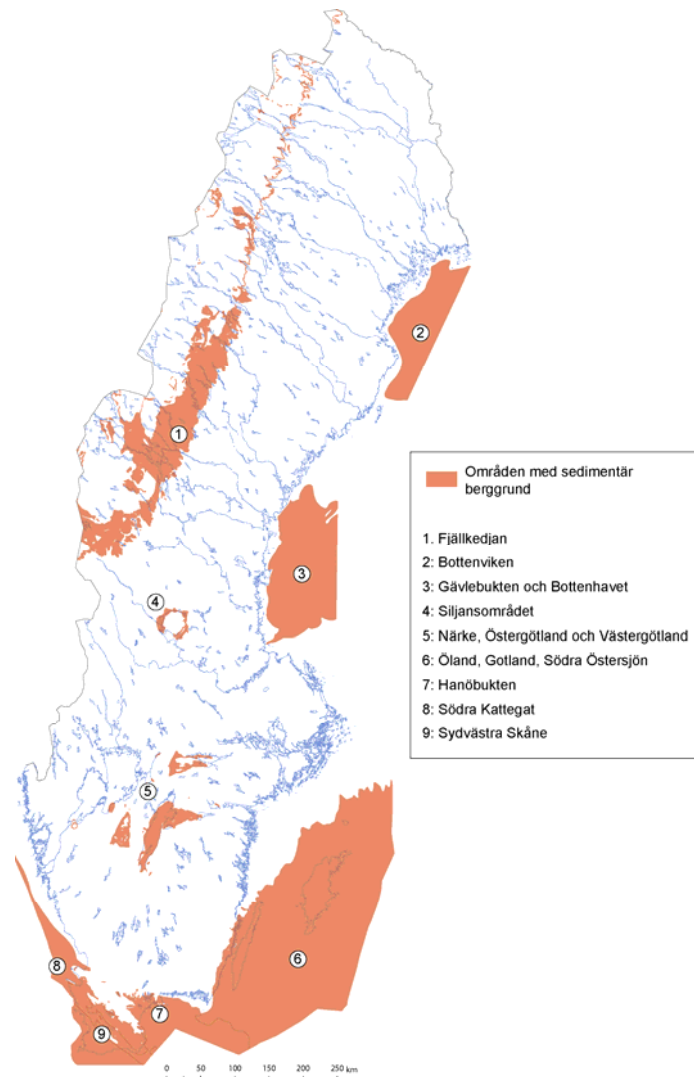 2
1
Områden med sedimentär
berggrund
1. Fjällkedjan
2: Bottenviken
3: Gävlebukten och Bottenhavet
4: Siljansområdet
5: Närke, Östergötland och Västergötland
6: Öland, Gotland, Södra Östersjön
7: Hanöbukten
8: Södra Kattegat
9: Sydvästra Skåne
3
4
5
6
8
7
9
0 50 100 150 200 250 km